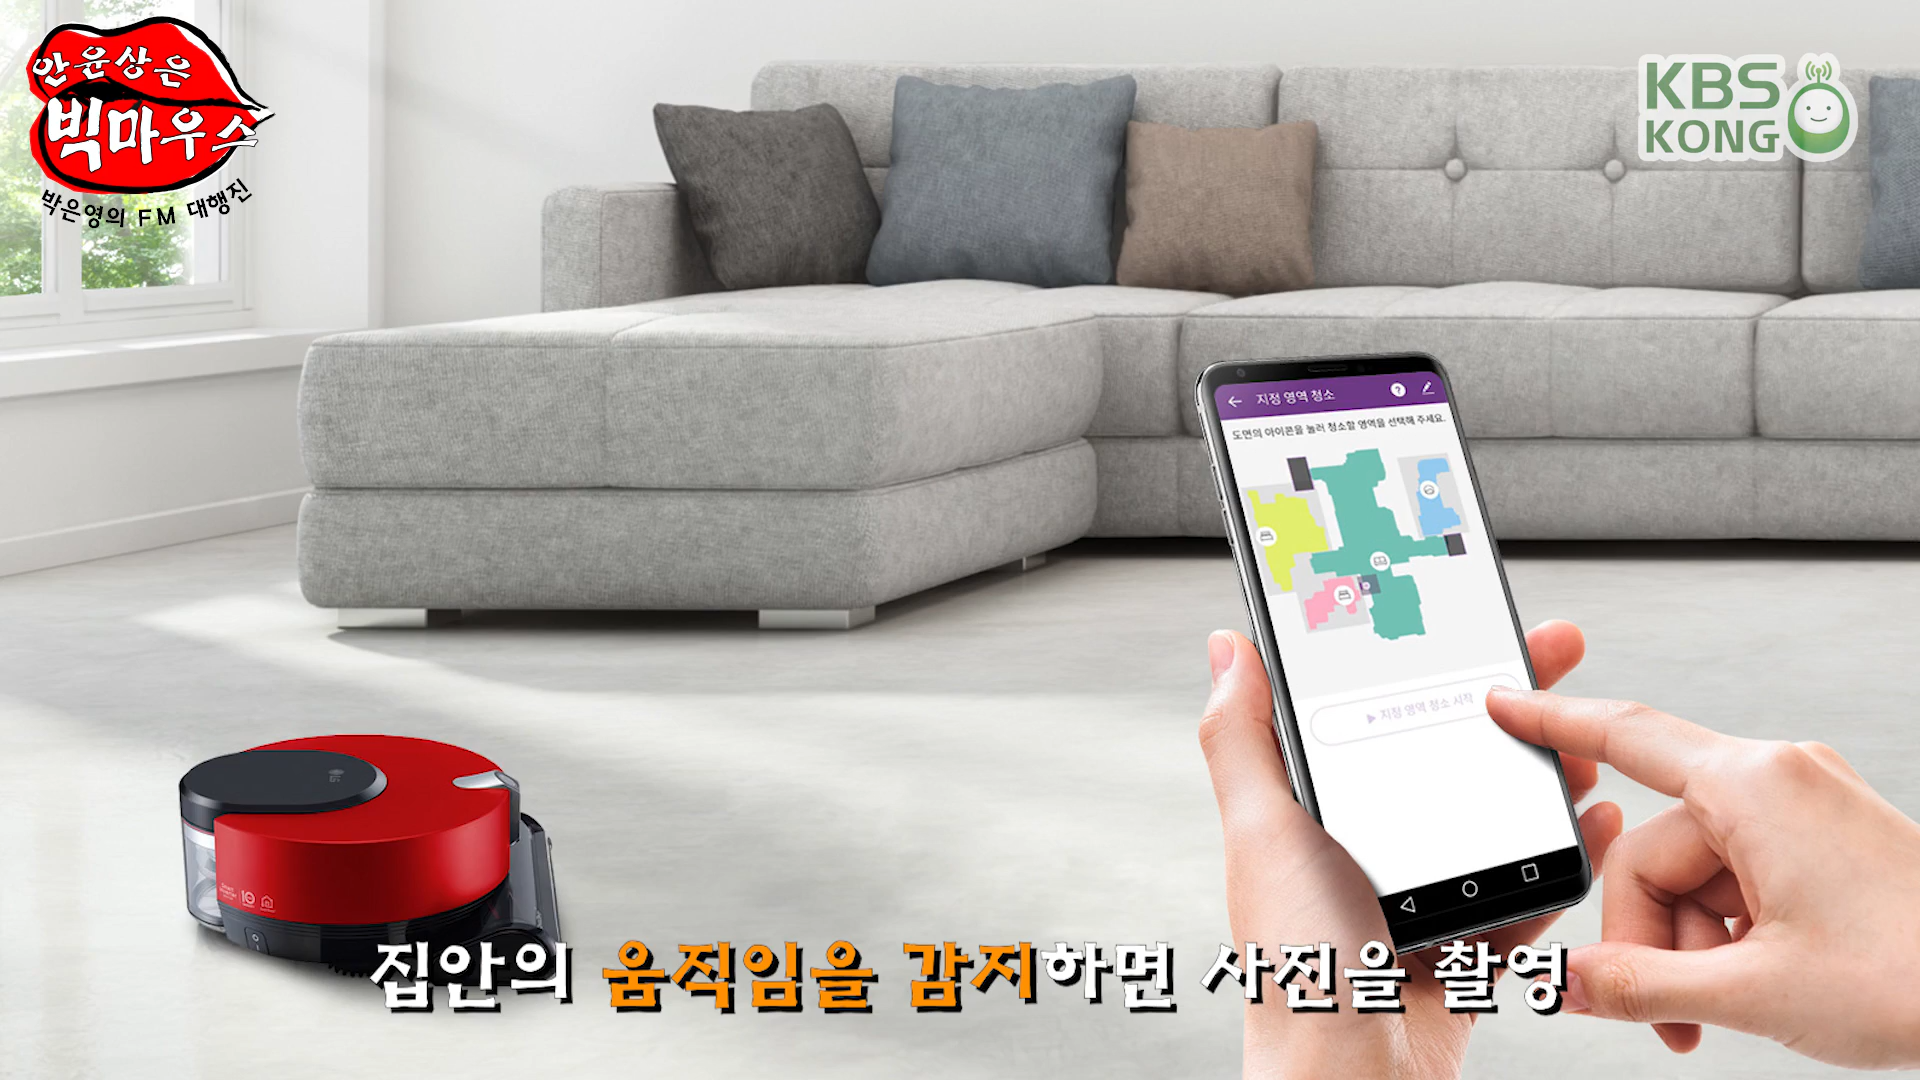 안윤상은
빅마우스
박은영의 FM 대행진
KBS
KONG
지정 영역 청소
도면의 아이콘을 눌러 청소할 영역을 선택해 주세요.
▶ 지정 영역 청소 시작
LG
집안의 움직임을 감지하면 사진을 촬영